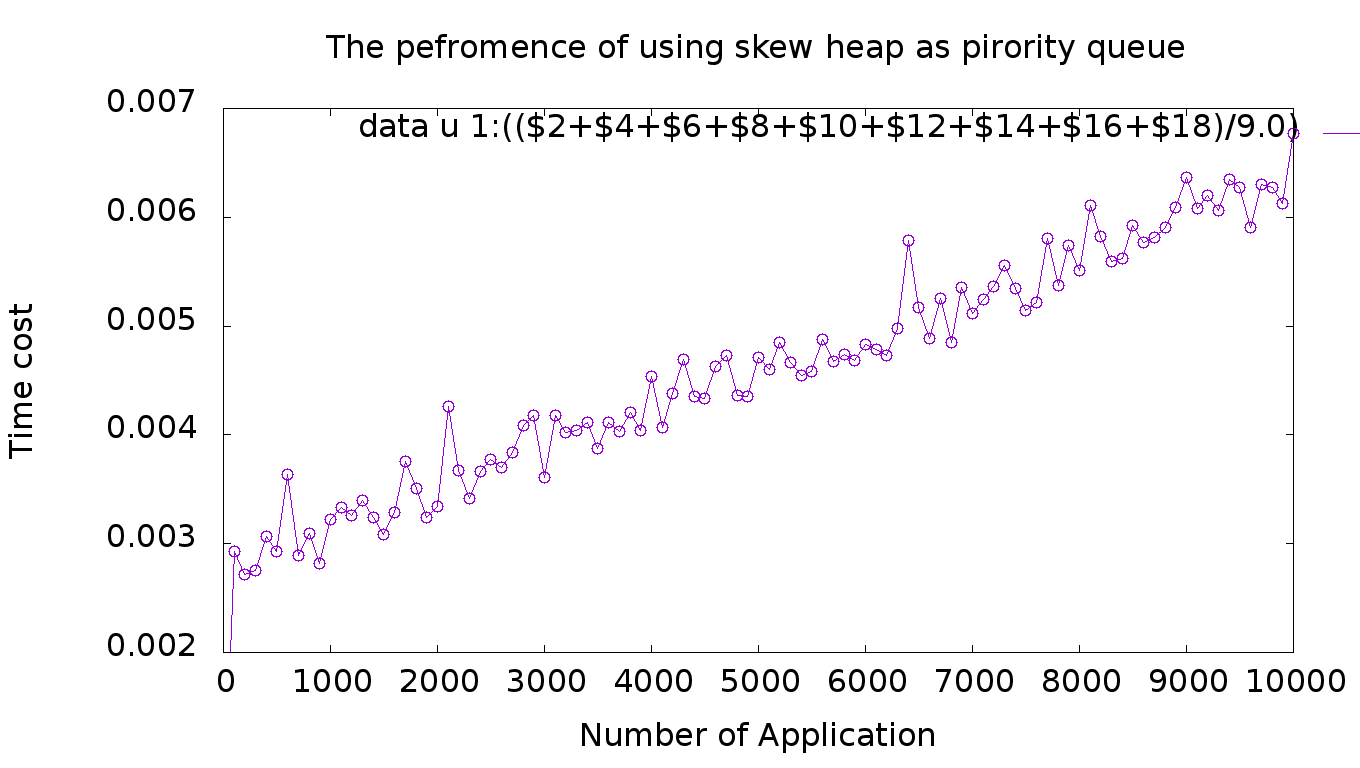 The pefromence of using skew heap as pirority queue
0.007
data u 1:(($2+$4+$6+$8+$10+$12+$14+$16+$18)/9.0)
0.006
0.005
Time cost
0.004
0.003
0.002
0 1000 2000 3000 4000 5000 6000 7000 8000 9000 10000
Number of Application